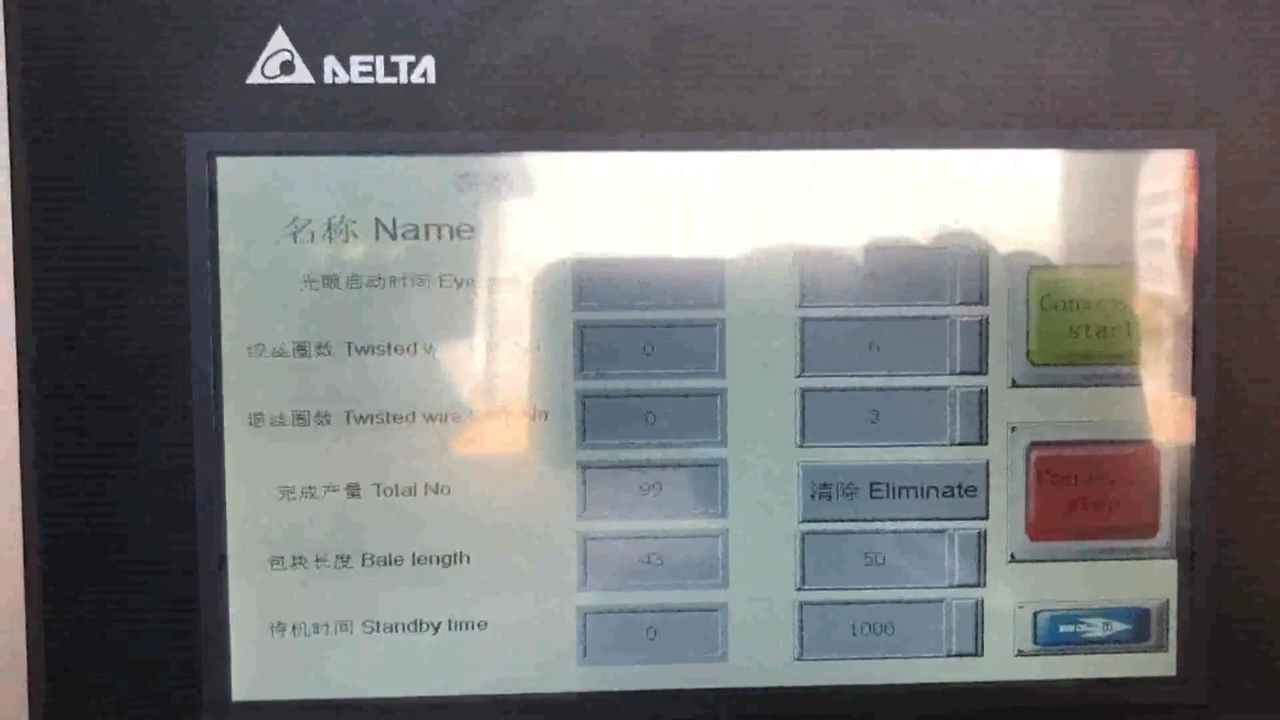 DELTA
名称 Name
光眼启动时间 Eye
绞丝圈数 Twisted
0
退丝圈数 Twisted wire
0 3
完成产量 Total No 99 清除 Eliminate
包块长度 Bale length 43 50
待机时间 Standby time 0 1000
start
stop